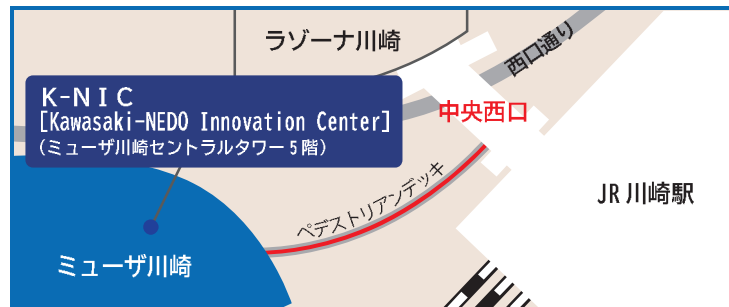 ラゾーナ川崎
西口通り
K-NIC
[Kawasaki-NEDO Innovation Center]
(ミューザ川崎セントラルタワー5階)
中央西口
ペデストリアンデッキ
JR川崎駅
ミューザ川崎